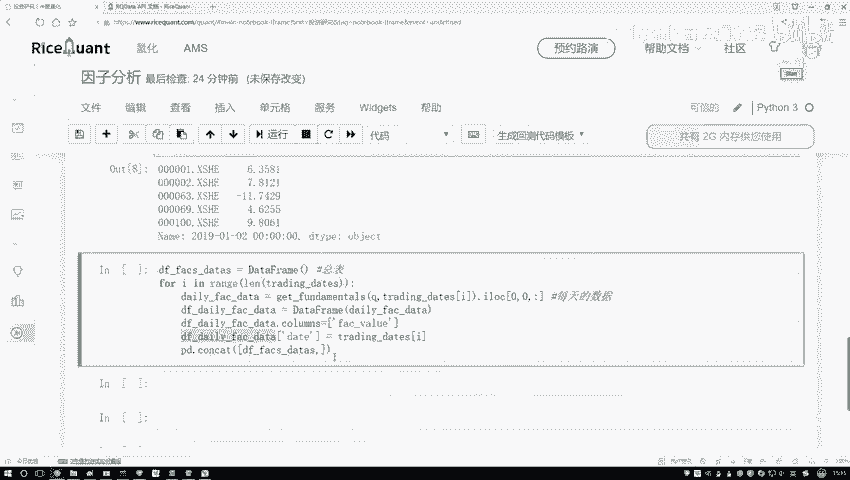 RQData API 文档 - RiceQuant
RiceQuant 量化 AMS 预约路演 帮助文档 社区
因子分析 最后检查: 24 分钟前 (未保存改变)
文件 编辑 查看 插入 单元格 服务 Widgets 帮助 可信的 Python 3
运行 代码 生成回测代码模板 共有 2G 内存供您使用
Out[8]: 000001.XSHE 6.3581
000002.XSHE 7.8121
000063.XSHE -11.7429
000069.XSHE 4.6255
000100.XSHE 9.8061
Name: 2019-01-02 00:00:00, dtype: object
In [ ]: df_facs_datas = DataFrame() #总表
for i in range(len(trading_dates)):
daily_fac_data = get_fundamentals(q,trading_dates[i]).iloc[0,0,:] #每天的数据
df_daily_fac_data = DataFrame(daily_fac_data)
df_daily_fac_data.columns=['fac_value']
df_daily_fac_data['date'] = trading_dates[i]
pd.concat([df_facs_datas,])
In [ ]:
In [ ]: